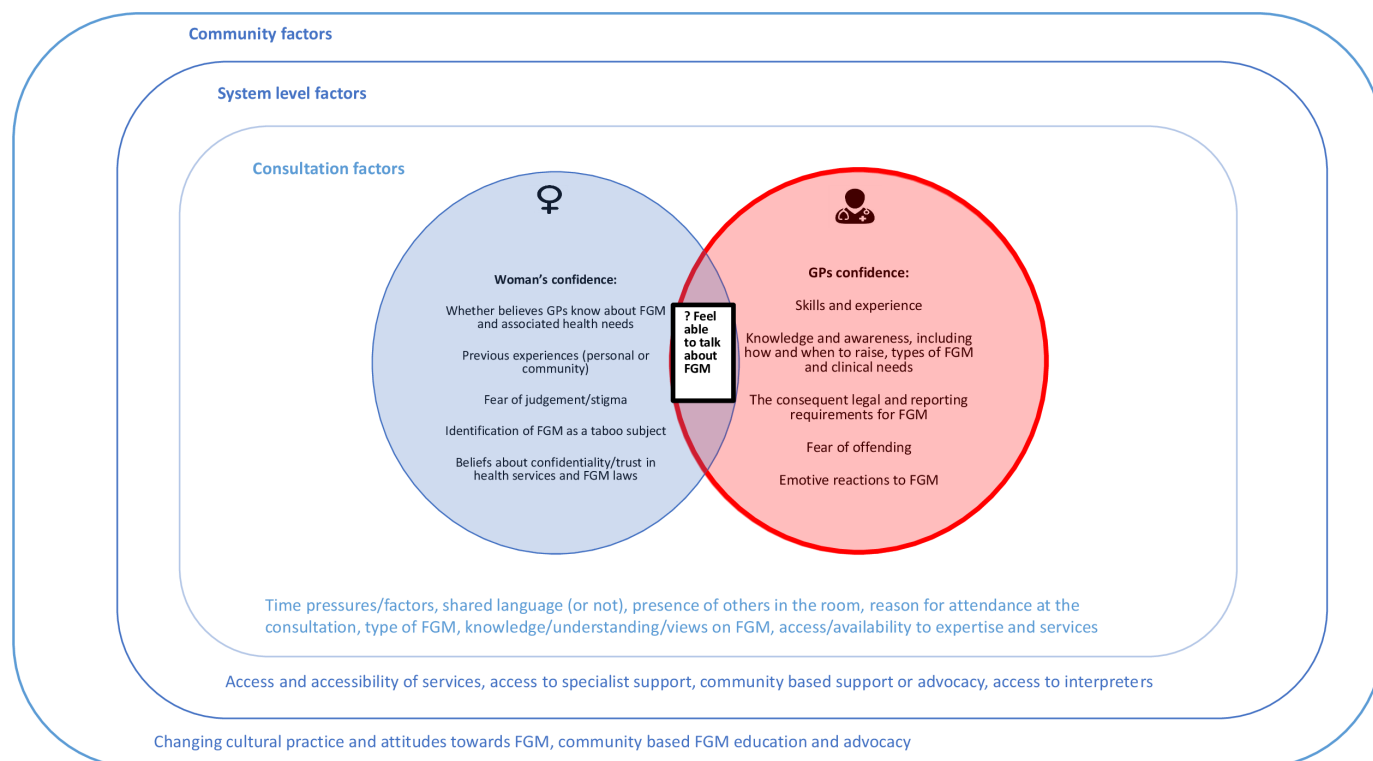 Community factors
System level factors
Consultation factors
Woman's confidence:
Whether believes GPs know about FGM
and associated health needs
Previous experiences (personal or
community)
Fear of judgement/stigma
Identification of FGM as a taboo subject
Beliefs about confidentiality/trust in
health services and FGM laws
? Feel
able
to talk
about
FGM
GPs confidence:
Skills and experience
Knowledge and awareness, including
how and when to raise, types of FGM
and clinical needs
The consequent legal and reporting
requirements for FGM
Fear of offending
Emotive reactions to FGM
Time pressures/factors, shared language (or not), presence of others in the room, reason for attendance at the
consultation, type of FGM, knowledge/understanding/views on FGM, access/availability to expertise and services
Access and accessibility of services, access to specialist support, community based support or advocacy, access to interpreters
Changing cultural practice and attitudes towards FGM, community based FGM education and advocacy